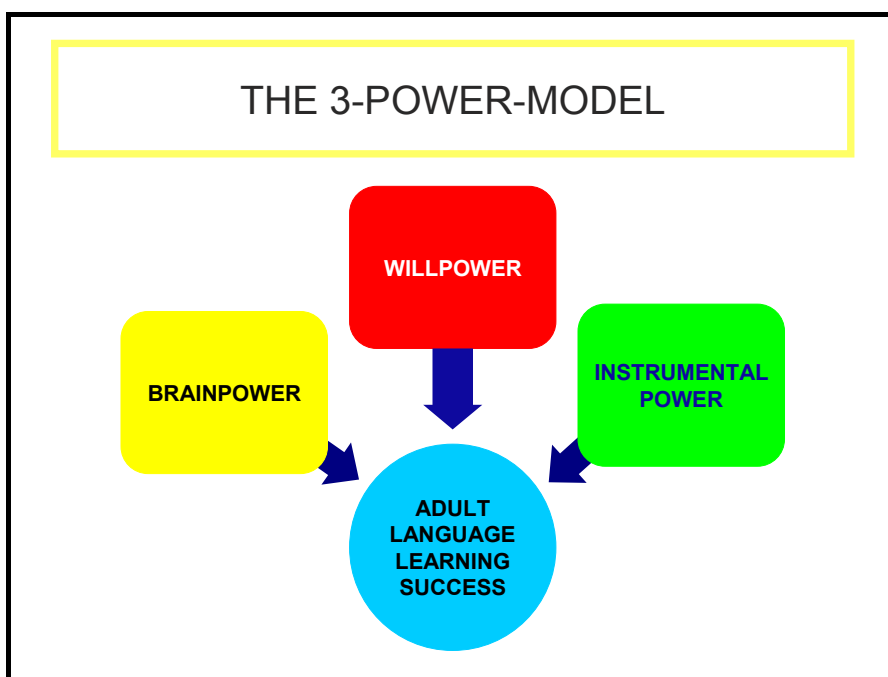 THE 3-POWER-MODEL
WILLPOWER
BRAINPOWER
INSTRUMENTAL
POWER
ADULT
LANGUAGE
LEARNING
SUCCESS